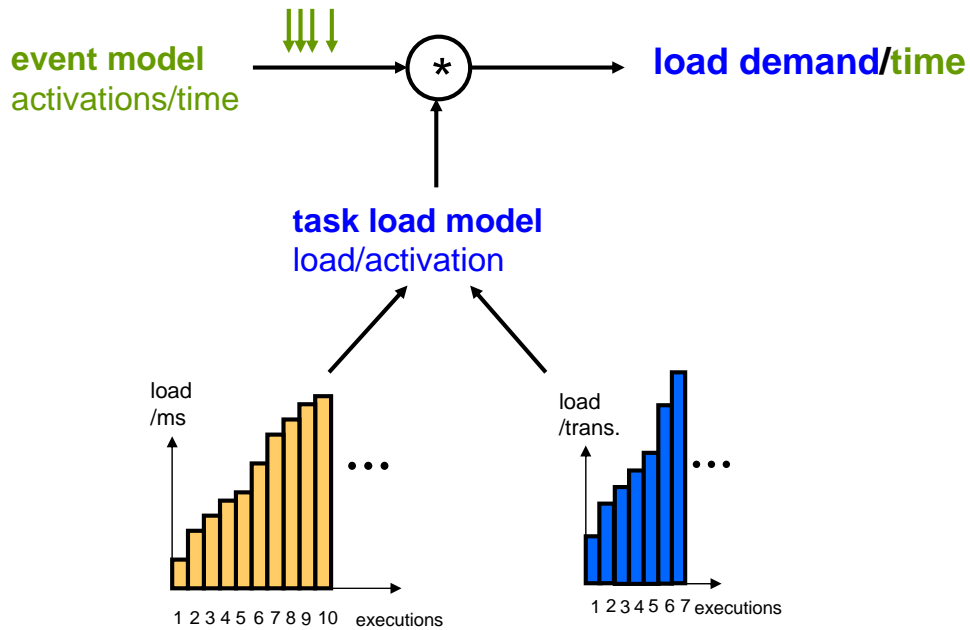 event model
activations/time
*
load demand/time
task load model
load/activation
load
/ms
1 2 3 4 5 6 7 8 9 10 executions
load
/trans.
1 2 3 4 5 6 7 executions